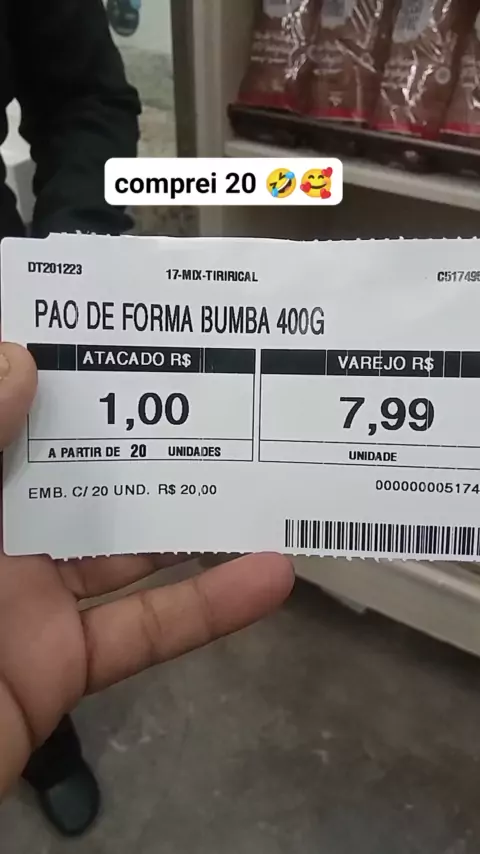 comprei 20 🤣🥰
DT201223
17-MIX-TIRIRICAL
PAO DE FORMA BUMBA 400G
ATACADO R$
VAREJO R$
1,00
7,99
A PARTIR DE 20 UNIDADES
UNIDADE
EMB. C/ 20 UND. R$ 20,00